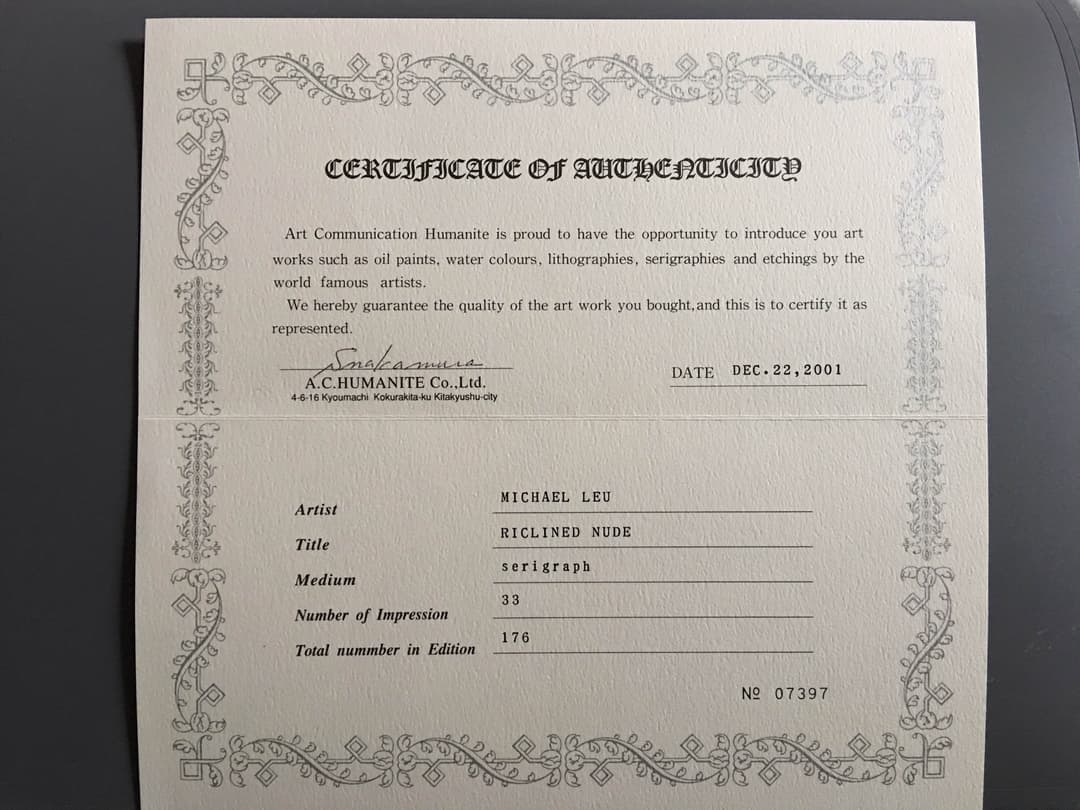 CERTIFICATE OF AUTHENTICITY
Art Communication Humanite is proud to have the opportunity to introduce you art
works such as oil paints, water colours, lithographies, serigraphies and etchings by the
world famous artists.
We hereby guarantee the quality of the art work you bought, and this is to certify it as
represented.
Snakamura
A.C.HUMANITE Co.,Ltd.
4-6-16 Kyoumachi Kokurakita-ku Kitakyushu-city
DATE DEC.22,2001
Artist MICHAEL LEU
Title RICLINED NUDE
Medium serigraph
Number of Impression 33
Total nummber in Edition 176
№ 07397